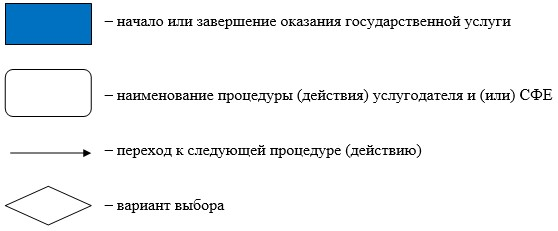 – начало или завершение оказания государственной услуги
– наименование процедуры (действия) услугодателя и (или) СФЕ
– переход к следующей процедуре (действию)
– вариант выбора